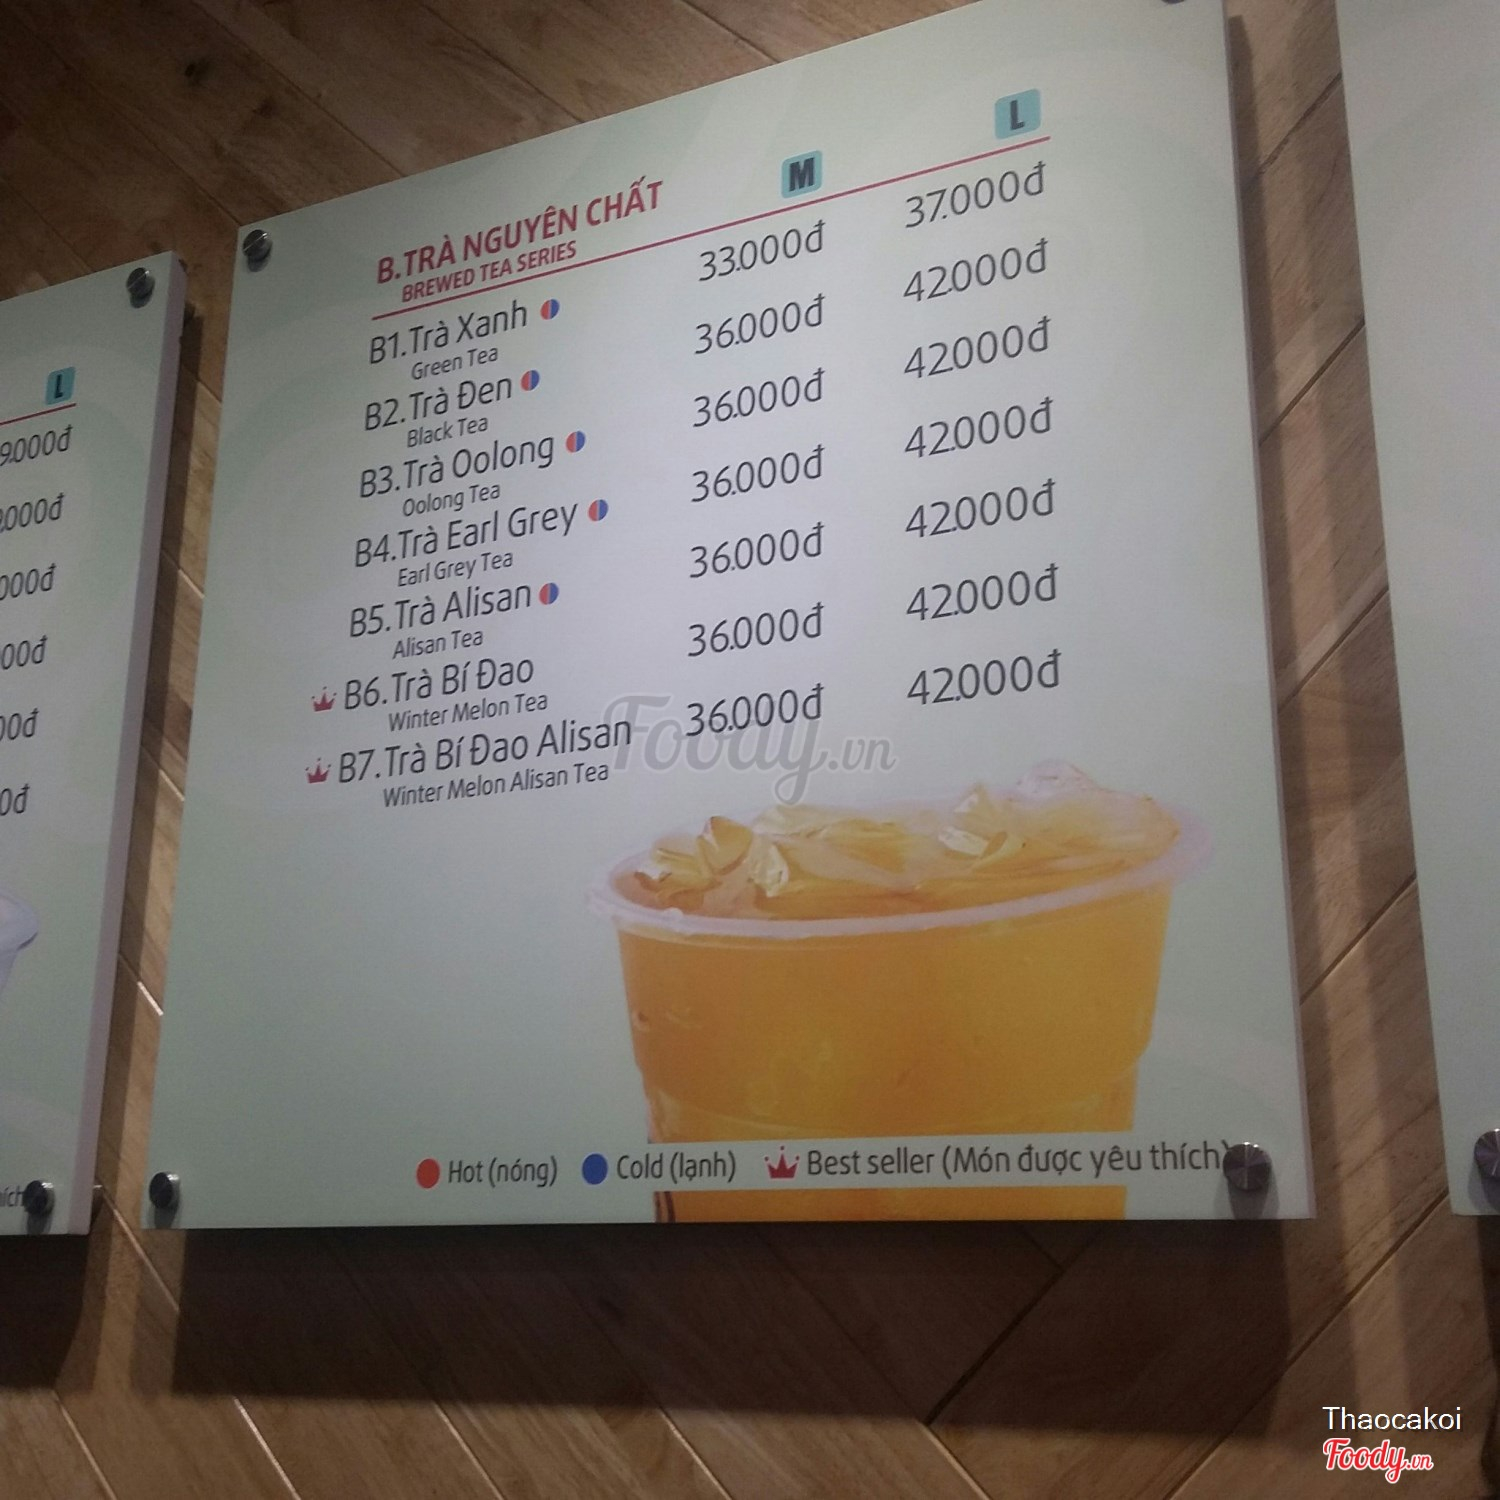 M L
B.TRÀ NGUYÊN CHẤT
BREWED TEA SERIES
B1.Trà Xanh 33.000đ 37.000đ
Green Tea
B2.Trà Đen 36.000đ 42.000đ
Black Tea
B3.Trà Oolong 36.000đ 42.000đ
Oolong Tea
B4.Trà Earl Grey 36.000đ 42.000đ
Earl Grey Tea
B5.Trà Alisan 36.000đ 42.000đ
Alisan Tea
B6.Trà Bí Đao 36.000đ 42.000đ
Winter Melon Tea
B7.Trà Bí Đao Alisan 36.000đ 42.000đ
Winter Melon Alisan Tea
Foody.vn
Hot (nóng) Cold (lạnh) Best seller (Món được yêu thích)
L
Thaocakoi
Foody.vn